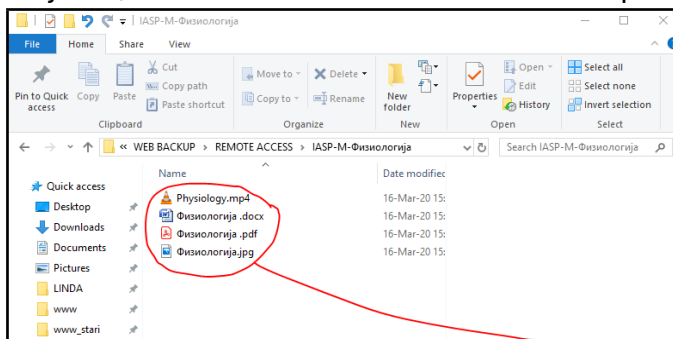 IASP-M-Физиологија
File Home Share View
Pin to Quick access
Copy
Paste
Cut
Copy path
Paste shortcut
Clipboard
Move to
Copy to
Delete
Rename
Organize
New folder
New
Properties
Open
Edit
History
Open
Select all
Select none
Invert selection
Select
« WEB BACKUP › REMOTE ACCESS › IASP-M-Физиологија
Search IASP-M-Физиологија
Quick access
Desktop
Downloads
Documents
Pictures
LINDA
www
www_stari
Name Date modified
Physiology.mp4 16-Mar-20 15:
Физиологија .docx 16-Mar-20 15:
Физиологија .pdf 16-Mar-20 15:
Физиологија.jpg 16-Mar-20 15: